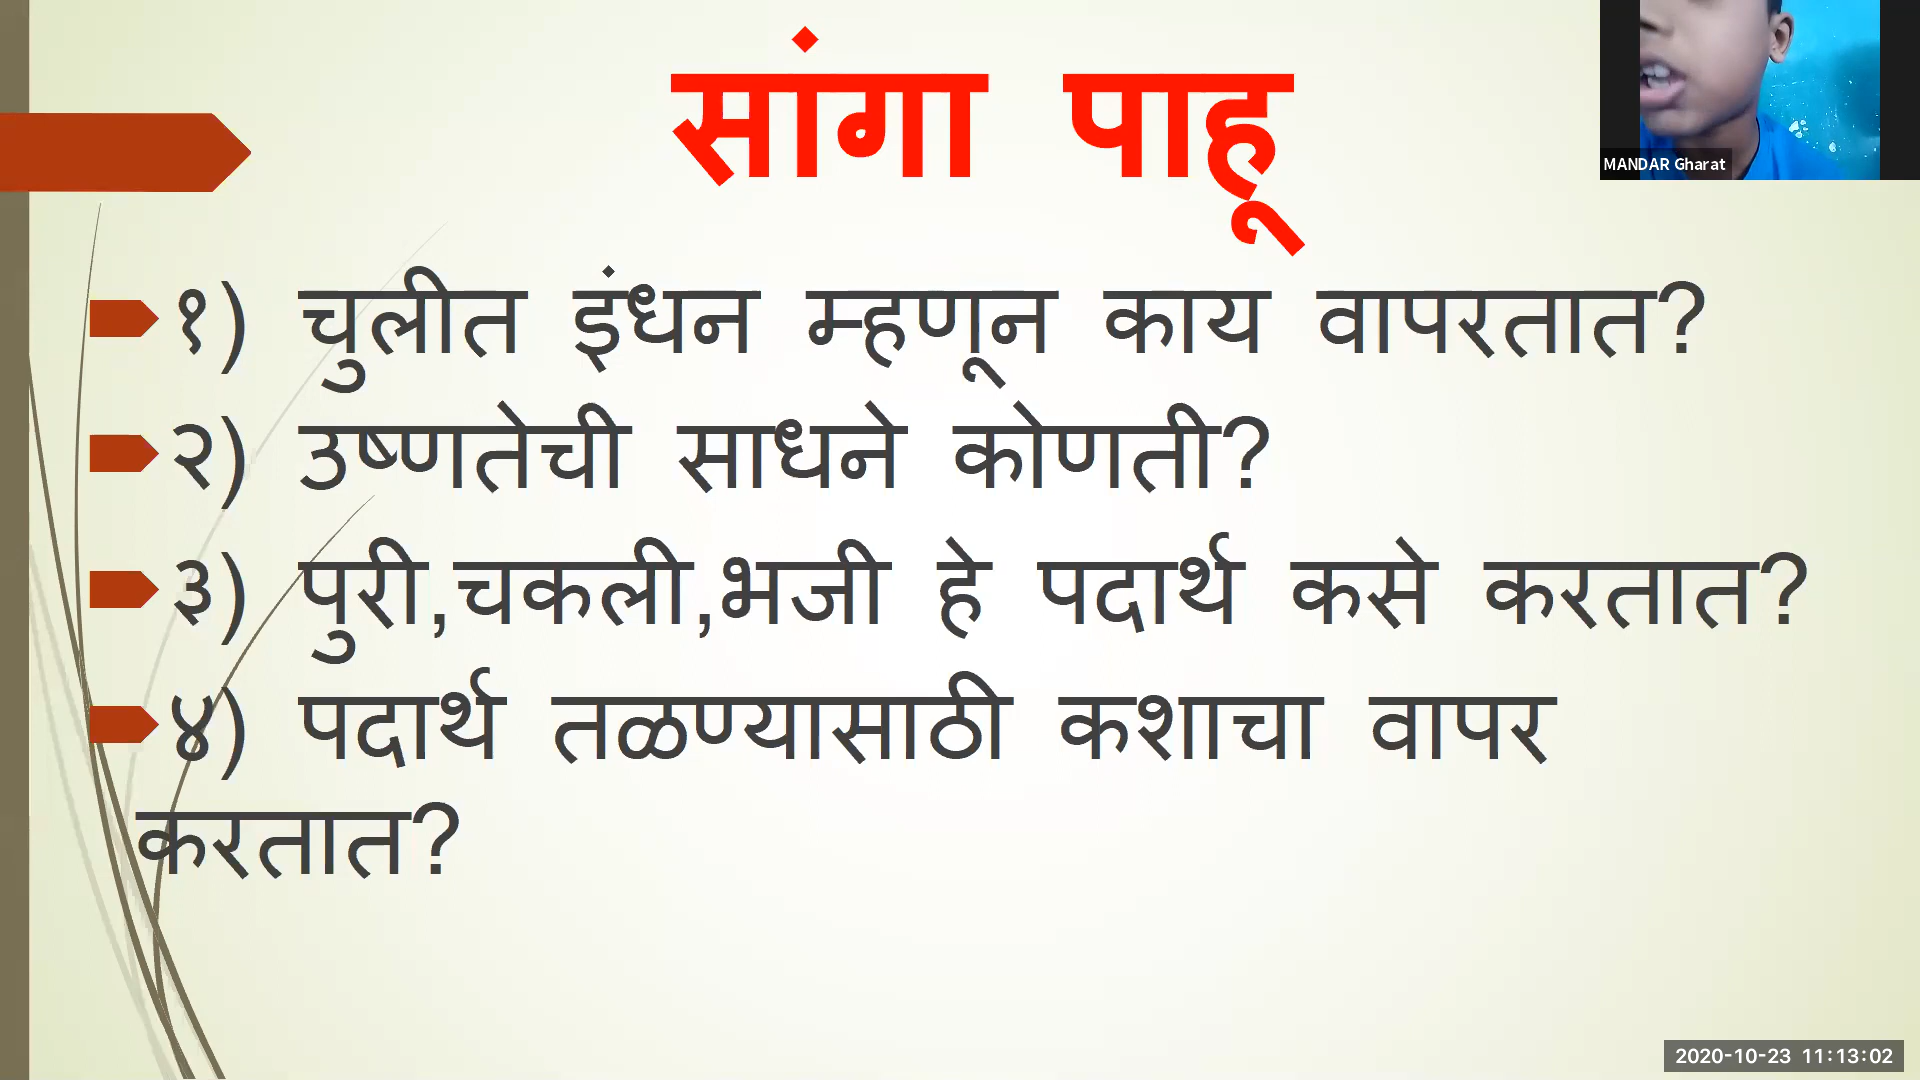 सांगा पाहू
MANDAR Gharat
१) चुलीत इंधन म्हणून काय वापरतात?
२) उष्णतेची साधने कोणती?
३) पुरी,चकली,भजी हे पदार्थ कसे करतात?
४) पदार्थ तळण्यासाठी कशाचा वापर
करतात?
2020-10-23 11:13:02